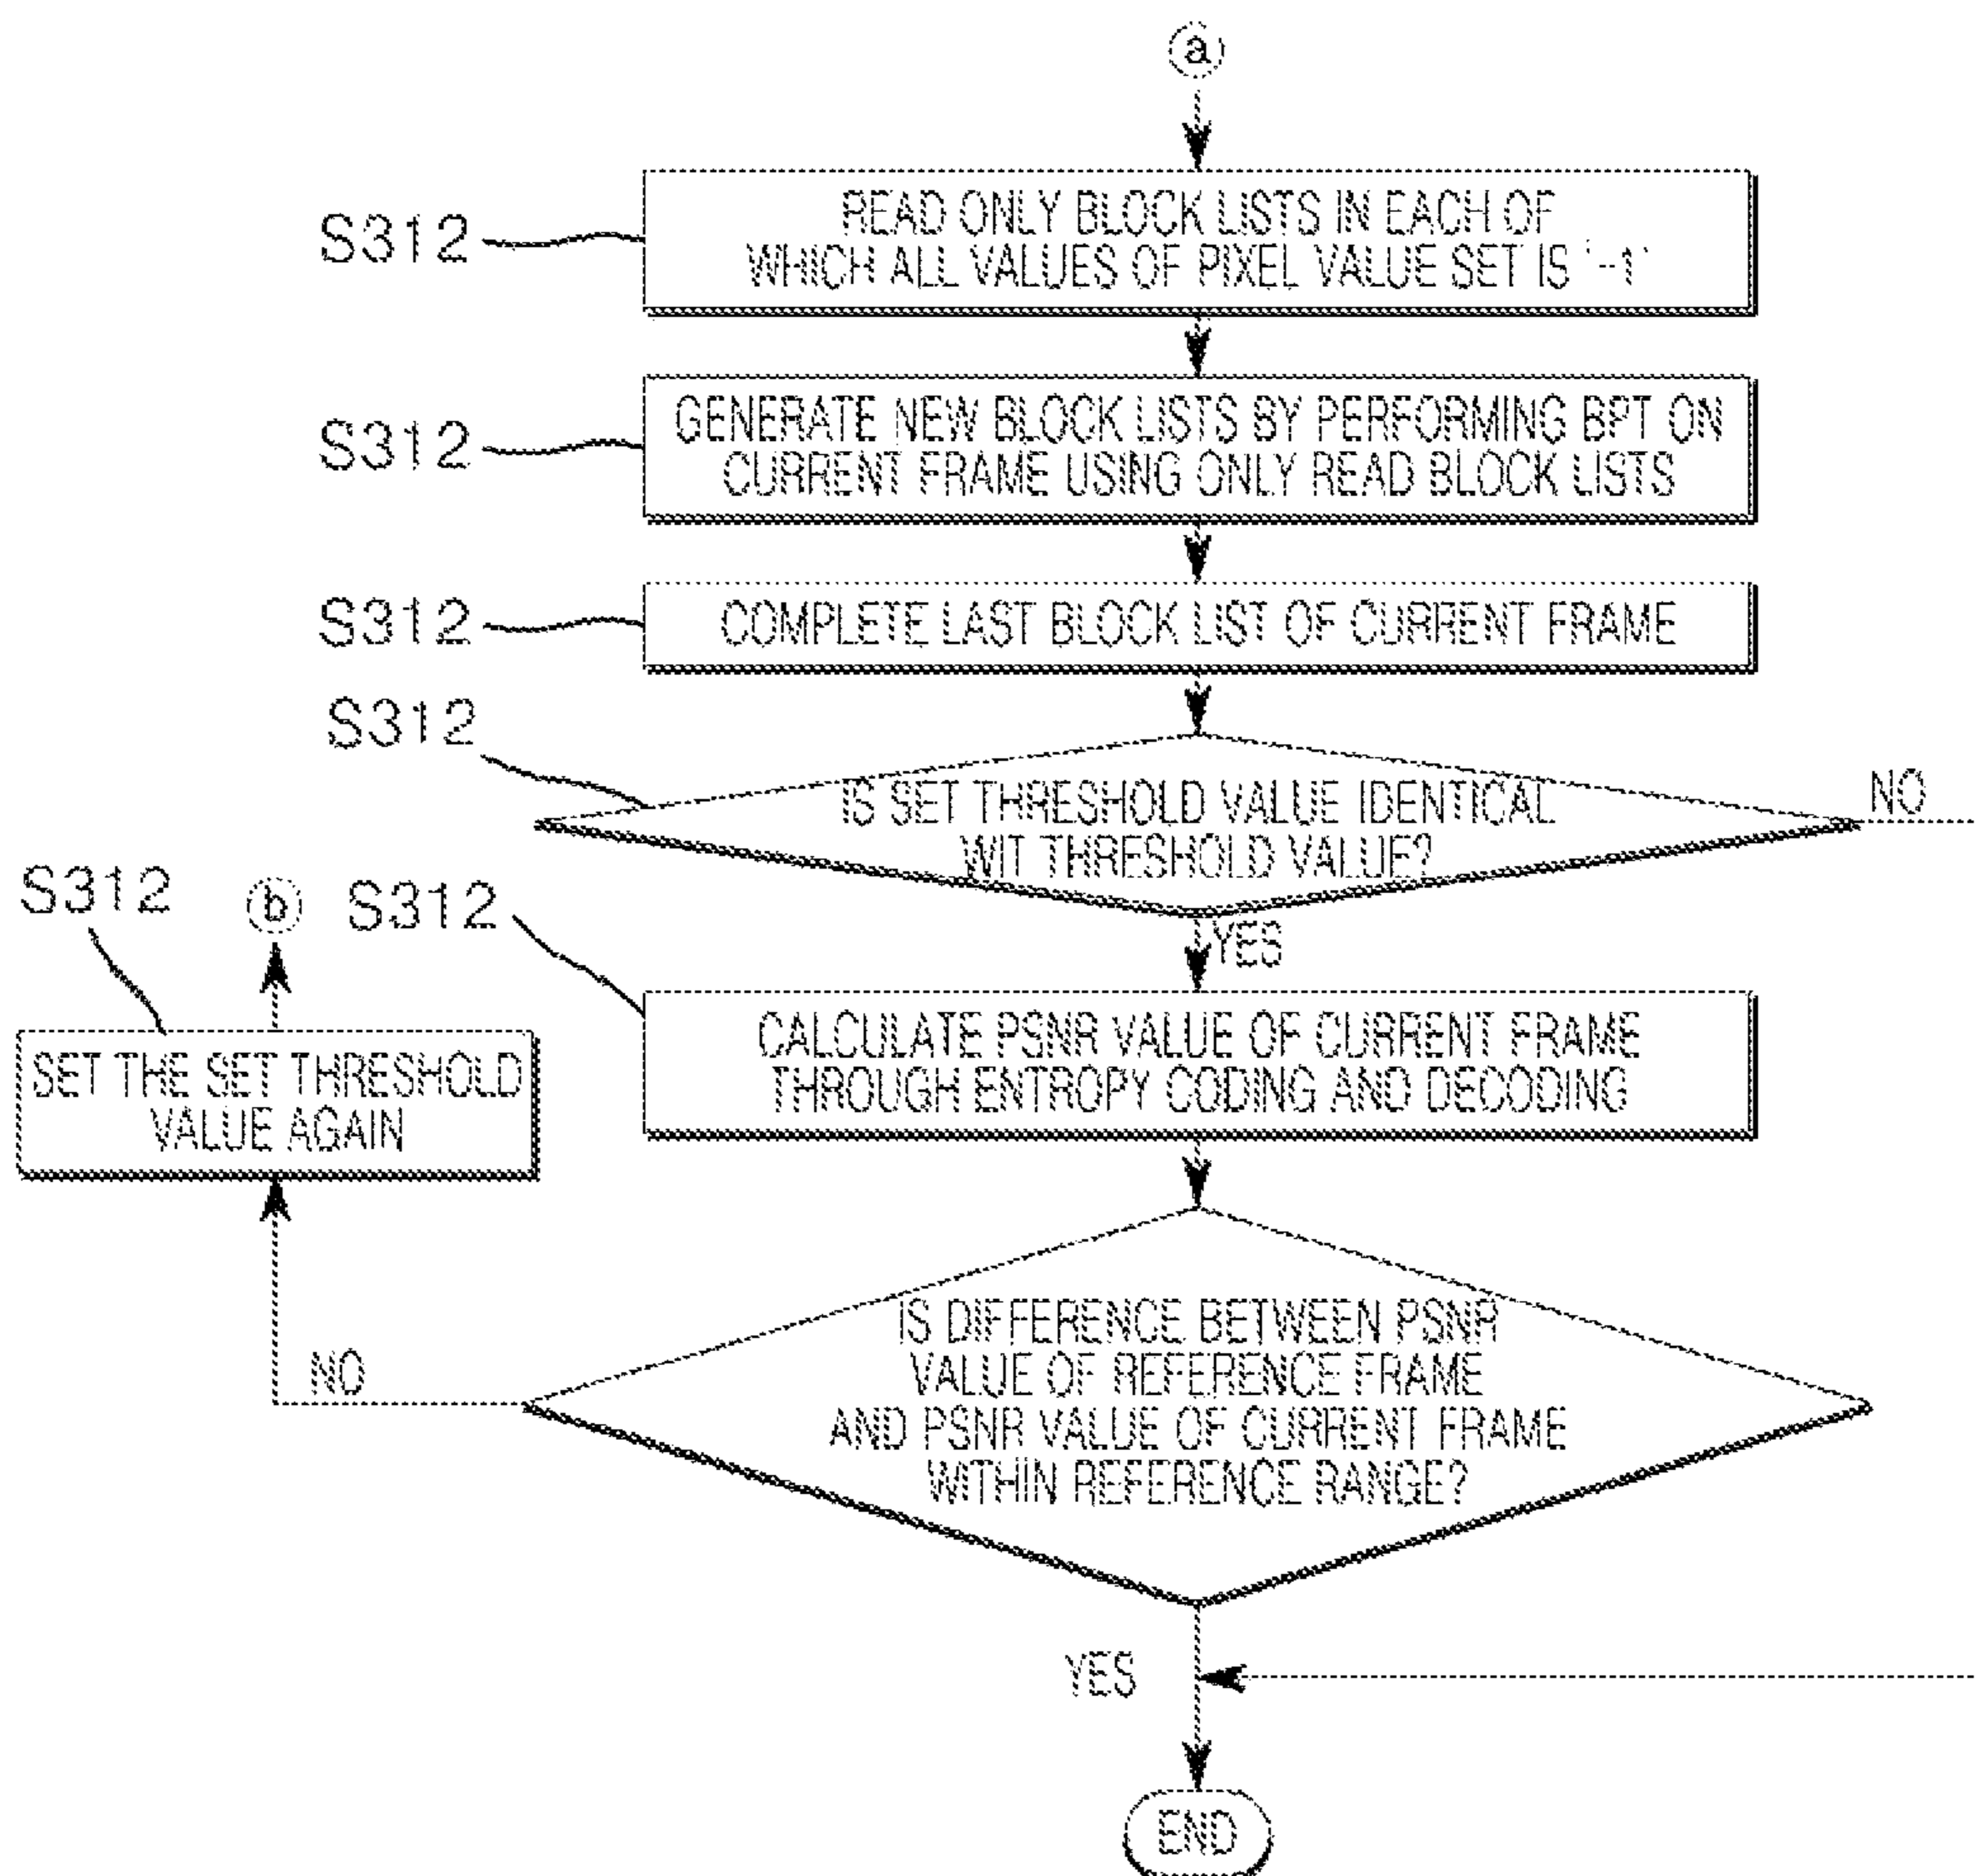 a
S312
READ ONLY BLOCK LISTS IN EACH OF
WHICH ALL VALUES OF PIXEL VALUE SET IS '-1'
S312
GENERATE NEW BLOCK LISTS BY PERFORMING BPT ON
CURRENT FRAME USING ONLY READ BLOCK LISTS
S312
COMPLETE LAST BLOCK LIST OF CURRENT FRAME
S312
IS SET THRESHOLD VALUE IDENTICAL
WIT THRESHOLD VALUE?
NO
YES
S312
b
S312
SET THE SET THRESHOLD
VALUE AGAIN
CALCULATE PSNR VALUE OF CURRENT FRAME
THROUGH ENTROPY CODING AND DECODING
IS DIFFERENCE BETWEEN PSNR
VALUE OF REFERENCE FRAME
AND PSNR VALUE OF CURRENT FRAME
WITHIN REFERENCE RANGE?
NO
YES
END